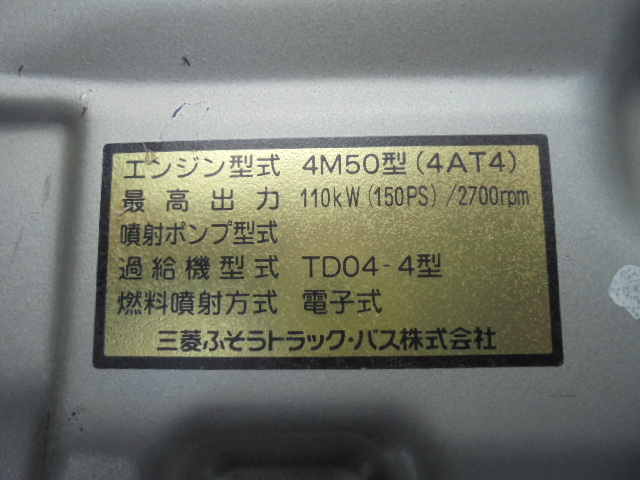 エンジン型式 4M50型(4AT4)
最高出力 110kW(150PS)/2700rpm
噴射ポンプ型式
過給機型式 TD04-4型
燃料噴射方式 電子式
三菱ふそうトラック・バス株式会社